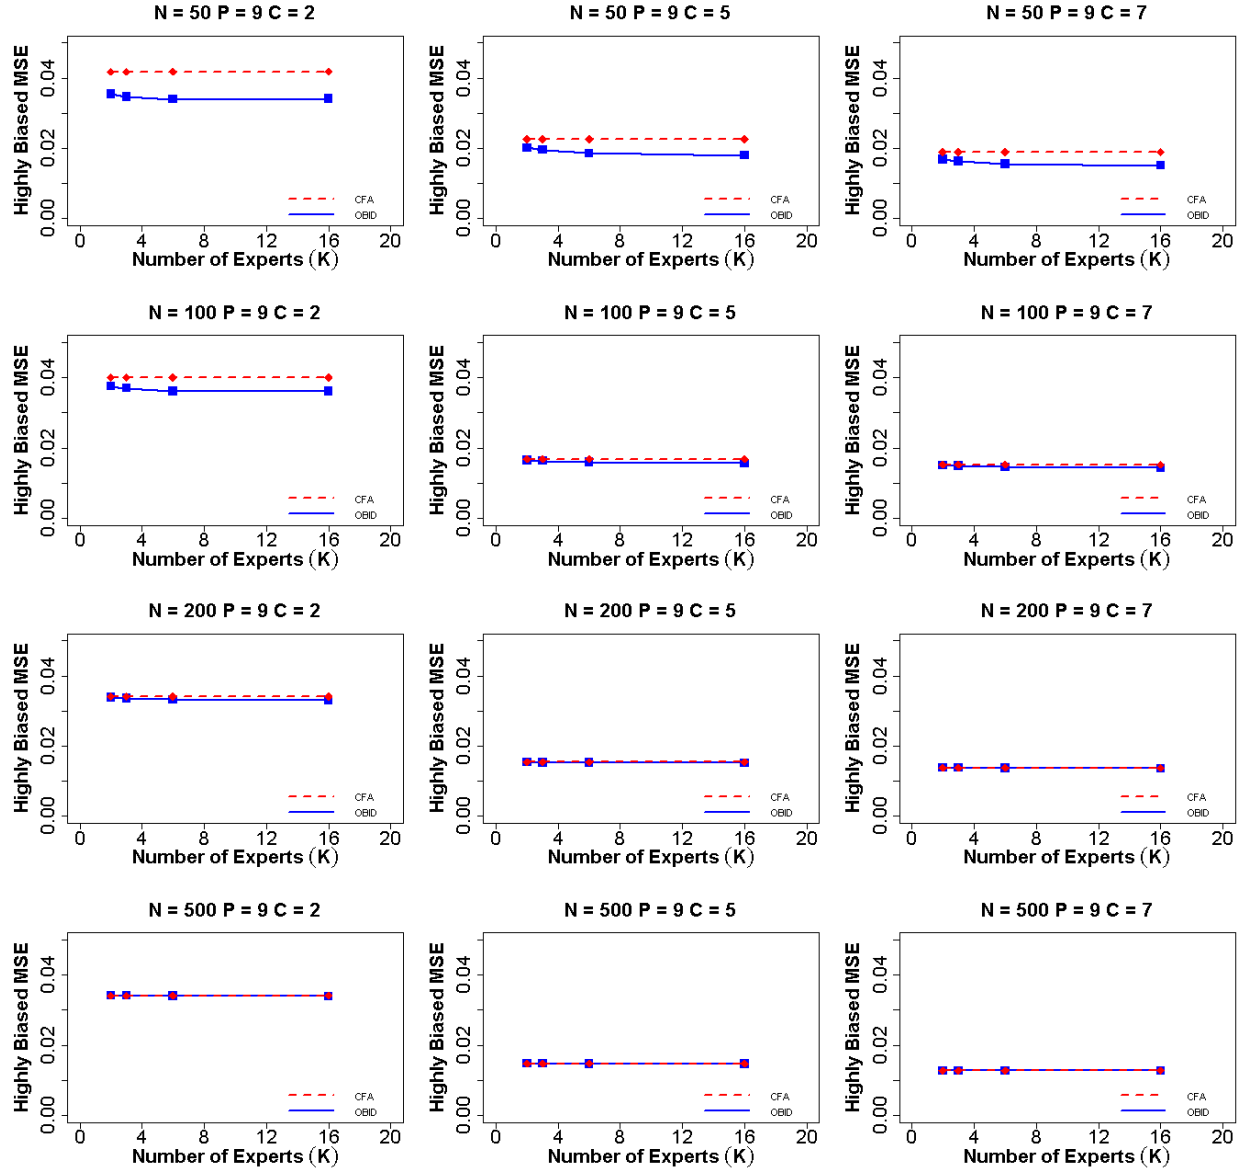 N = 50 P = 9 C = 2
Highly Biased MSE
0.00 0.02 0.04
CFA
OBID
0 4 8 12 16 20
Number of Experts (K)
N = 50 P = 9 C = 5
Highly Biased MSE
0.00 0.02 0.04
CFA
OBID
0 4 8 12 16 20
Number of Experts (K)
N = 50 P = 9 C = 7
Highly Biased MSE
0.00 0.02 0.04
CFA
OBID
0 4 8 12 16 20
Number of Experts (K)
N = 100 P = 9 C = 2
Highly Biased MSE
0.00 0.02 0.04
CFA
OBID
0 4 8 12 16 20
Number of Experts (K)
N = 100 P = 9 C = 5
Highly Biased MSE
0.00 0.02 0.04
CFA
OBID
0 4 8 12 16 20
Number of Experts (K)
N = 100 P = 9 C = 7
Highly Biased MSE
0.00 0.02 0.04
CFA
OBID
0 4 8 12 16 20
Number of Experts (K)
N = 200 P = 9 C = 2
Highly Biased MSE
0.00 0.02 0.04
CFA
OBID
0 4 8 12 16 20
Number of Experts (K)
N = 200 P = 9 C = 5
Highly Biased MSE
0.00 0.02 0.04
CFA
OBID
0 4 8 12 16 20
Number of Experts (K)
N = 200 P = 9 C = 7
Highly Biased MSE
0.00 0.02 0.04
CFA
OBID
0 4 8 12 16 20
Number of Experts (K)
N = 500 P = 9 C = 2
Highly Biased MSE
0.00 0.02 0.04
CFA
OBID
0 4 8 12 16 20
Number of Experts (K)
N = 500 P = 9 C = 5
Highly Biased MSE
0.00 0.02 0.04
CFA
OBID
0 4 8 12 16 20
Number of Experts (K)
N = 500 P = 9 C = 7
Highly Biased MSE
0.00 0.02 0.04
CFA
OBID
0 4 8 12 16 20
Number of Experts (K)